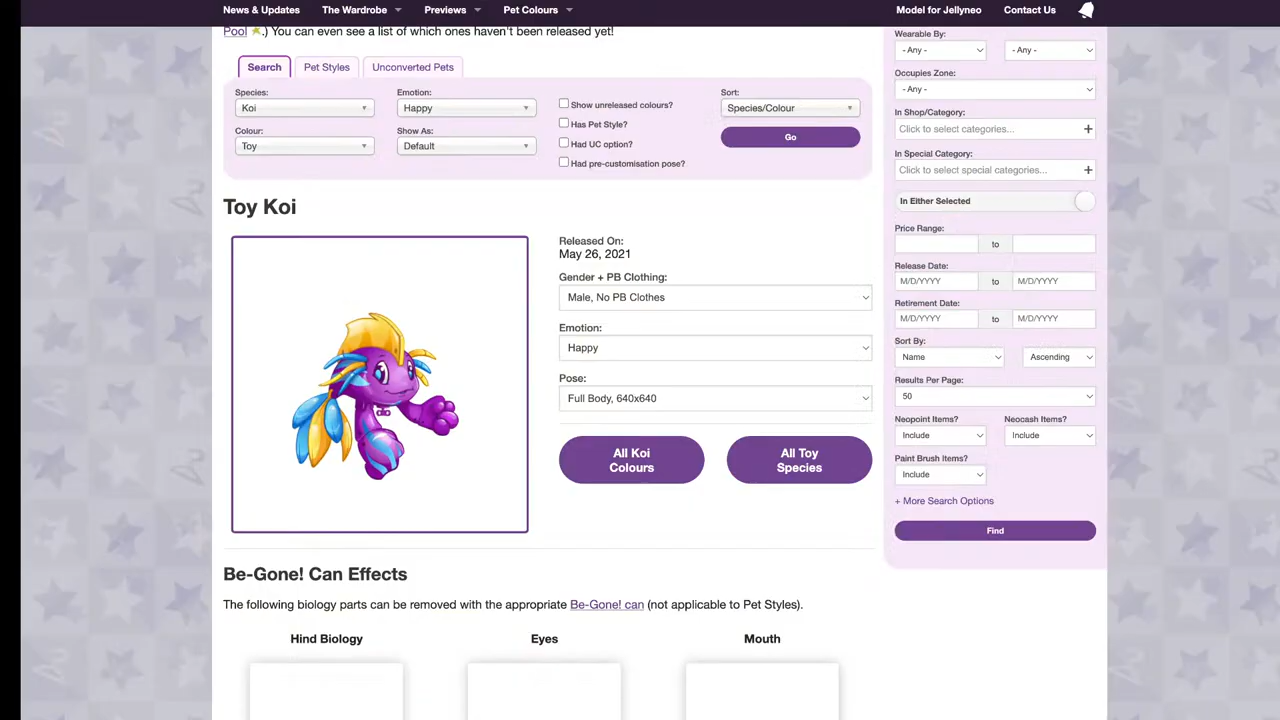 News & Updates The Wardrobe Previews Pet Colours Model for Jellyneo Contact Us
Pool .) You can even see a list of which ones haven't been released yet!
Search Pet Styles Unconverted Pets
Species: Emotion: Sort:
Koi Happy Show unreleased colours? Species/Colour
Has Pet Style?
Colour: Show As: Go
Toy Default Had UC option?
Had pre-customisation pose?
Toy Koi
Released On:
May 26, 2021
Gender + PB Clothing:
Male, No PB Clothes
Emotion:
Happy
Pose:
Full Body, 640x640
All Koi Colours
All Toy Species
Be-Gone! Can Effects
The following biology parts can be removed with the appropriate Be-Gone! can (not applicable to Pet Styles).
Hind Biology Eyes Mouth
Wearable By:
- Any - - Any -
Occupies Zone:
- Any -
In Shop/Category:
Click to select categories... +
In Special Category:
Click to select special categories... +
In Either Selected
Price Range:
to
Release Date:
M/D/YYYY to M/D/YYYY
Retirement Date:
M/D/YYYY to M/D/YYYY
Sort By:
Name Ascending
Results Per Page:
50
Neopoint Items? Neocash Items?
Include Include
Paint Brush Items?
Include
+ More Search Options
Find